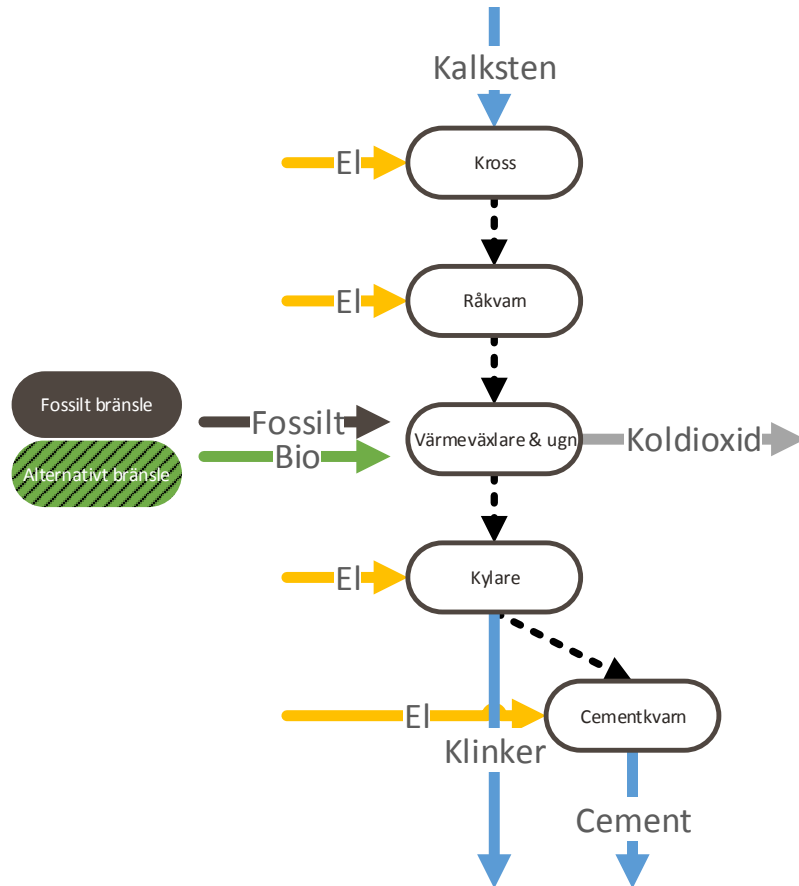 Kalksten
El
Kross
El
Råkvarn
Fossilt bränsle
Fossilt
Värmeväxlare & ugn
Koldioxid
Alternativt bränsle
Bio
El
Kylare
El
Cementkvarn
Klinker
Cement